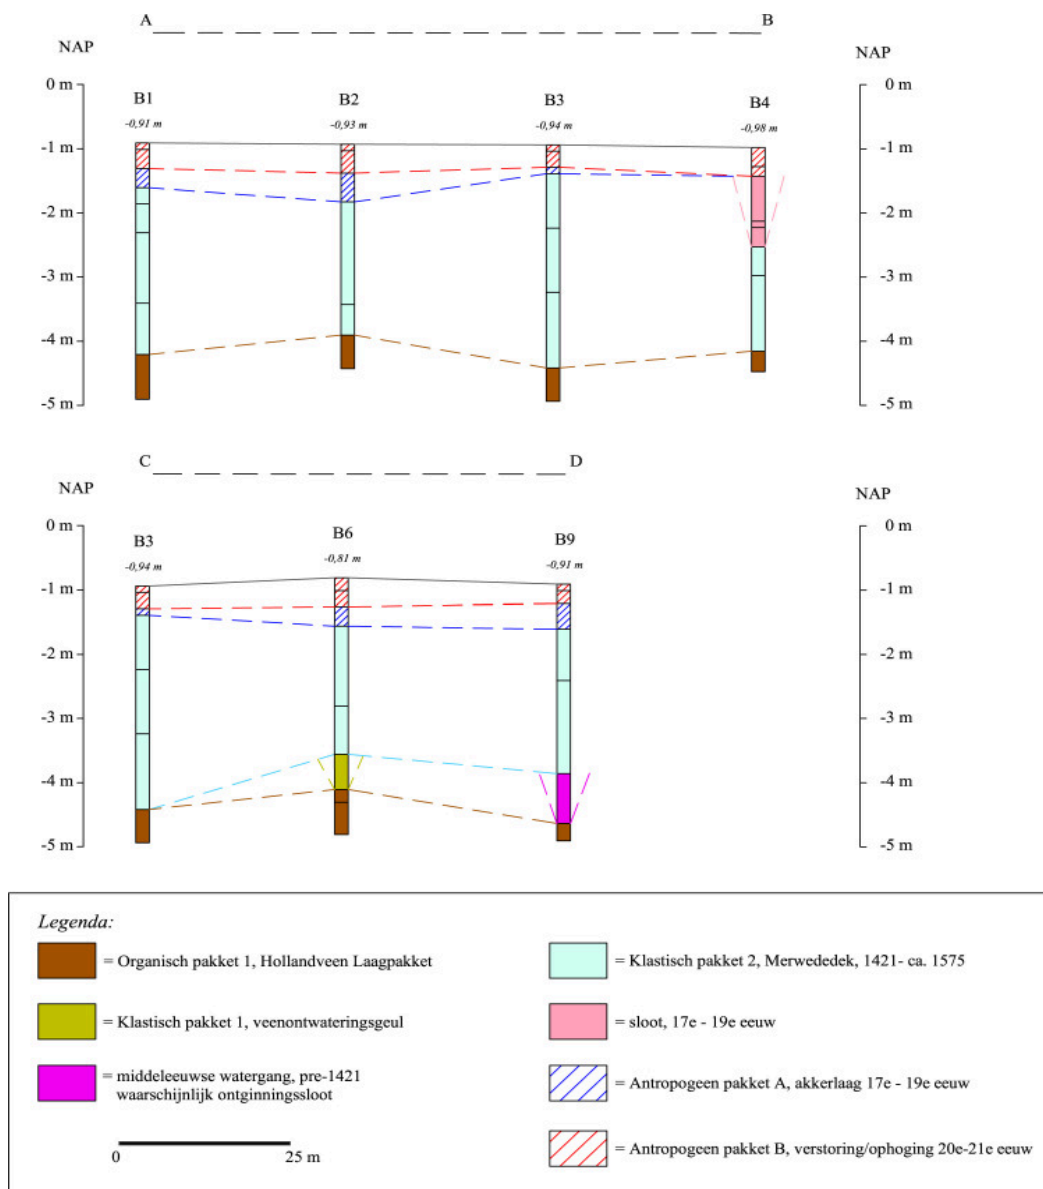 A B
NAP NAP
0 m 0 m
B1 B2 B3 B4
-0,91 m -0,93 m -0,94 m -0,98 m
-1 m -1 m
-2 m -2 m
-3 m -3 m
-4 m -4 m
-5 m -5 m
C D
NAP NAP
0 m 0 m
B3 B6 B9
-0,94 m -0,81 m -0,91 m
-1 m -1 m
-2 m -2 m
-3 m -3 m
-4 m -4 m
-5 m -5 m
Legenda:
= Organisch pakket 1, Hollandveen Laagpakket
= Klastisch pakket 1, veenontwateringsgeul
= middeleeuwse watergang, pre-1421
waarschijnlijk ontginningssloot
0 25 m
= Klastisch pakket 2, Merwededek, 1421- ca. 1575
= sloot, 17e - 19e eeuw
= Antropogeen pakket A, akkerlaag 17e - 19e eeuw
= Antropogeen pakket B, verstoring/ophoging 20e-21e eeuw